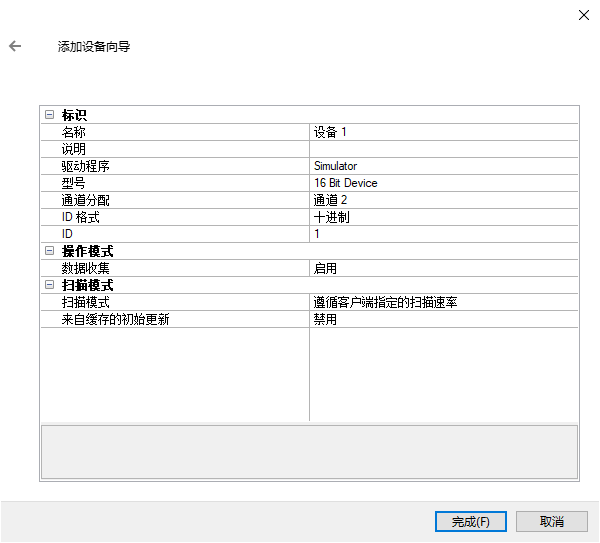 添加设备向导
标识
名称 设备 1
说明
驱动程序 Simulator
型号 16 Bit Device
通道分配 通道 2
ID 格式 十进制
ID 1
操作模式
数据收集 启用
扫描模式
扫描模式 遵循客户端指定的扫描速率
来自缓存的初始更新 禁用
完成(F) 取消